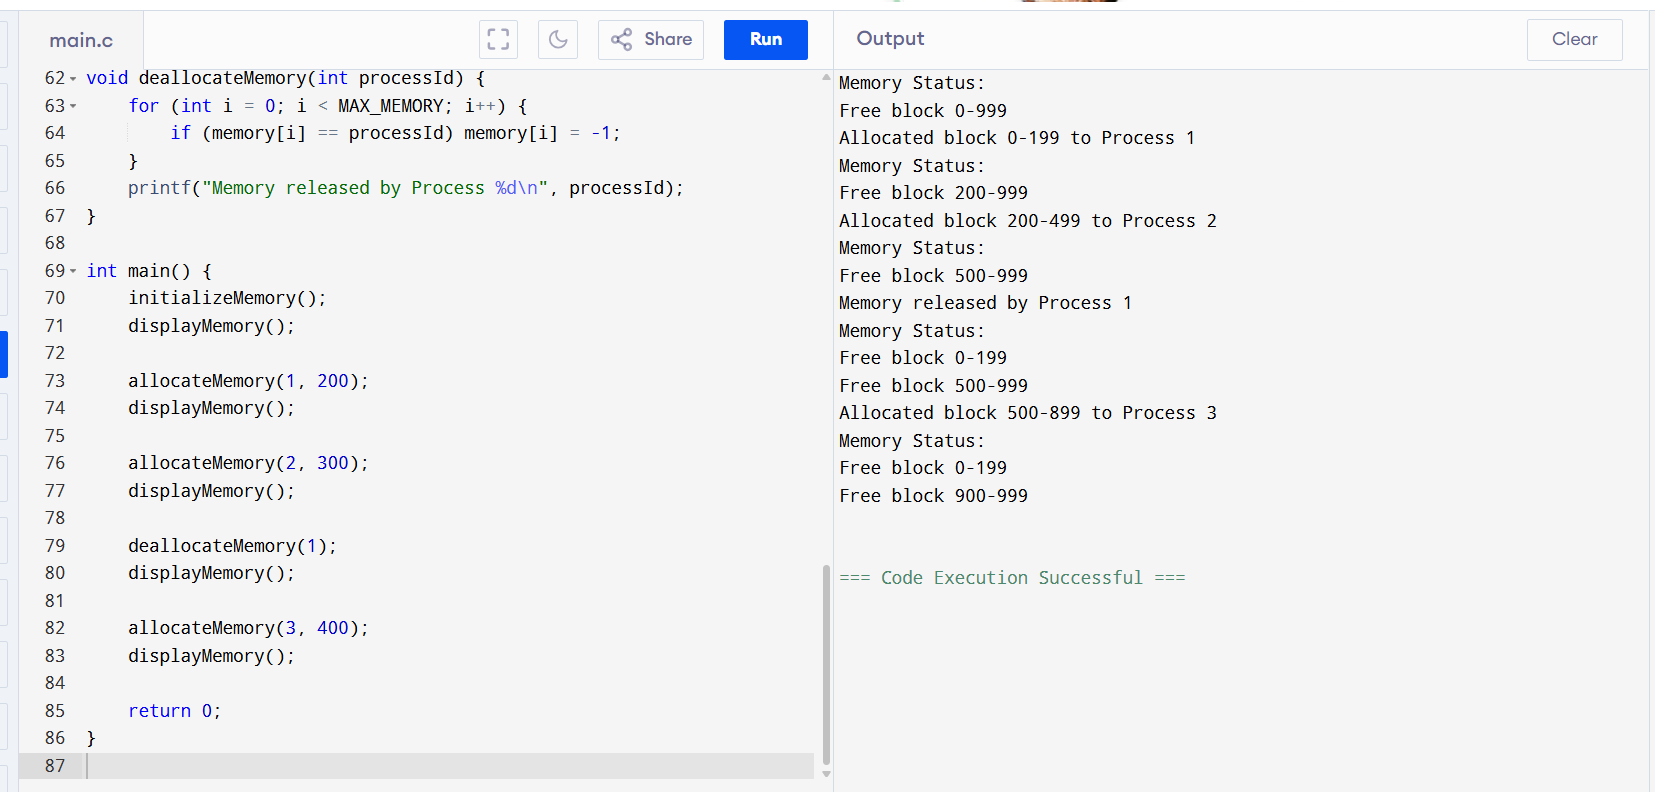 main.c
Share
Run
62 void deallocateMemory(int processId) {
63     for (int i = 0; i < MAX_MEMORY; i++) {
64         if (memory[i] == processId) memory[i] = -1;
65     }
66     printf("Memory released by Process %d\n", processId);
67 }
68
69 int main() {
70     initializeMemory();
71     displayMemory();
72
73     allocateMemory(1, 200);
74     displayMemory();
75
76     allocateMemory(2, 300);
77     displayMemory();
78
79     deallocateMemory(1);
80     displayMemory();
81
82     allocateMemory(3, 400);
83     displayMemory();
84
85     return 0;
86 }
87
Output
Clear
Memory Status:
Free block 0-999
Allocated block 0-199 to Process 1
Memory Status:
Free block 200-999
Allocated block 200-499 to Process 2
Memory Status:
Free block 500-999
Memory released by Process 1
Memory Status:
Free block 0-199
Free block 500-999
Allocated block 500-899 to Process 3
Memory Status:
Free block 0-199
Free block 900-999
=== Code Execution Successful ===